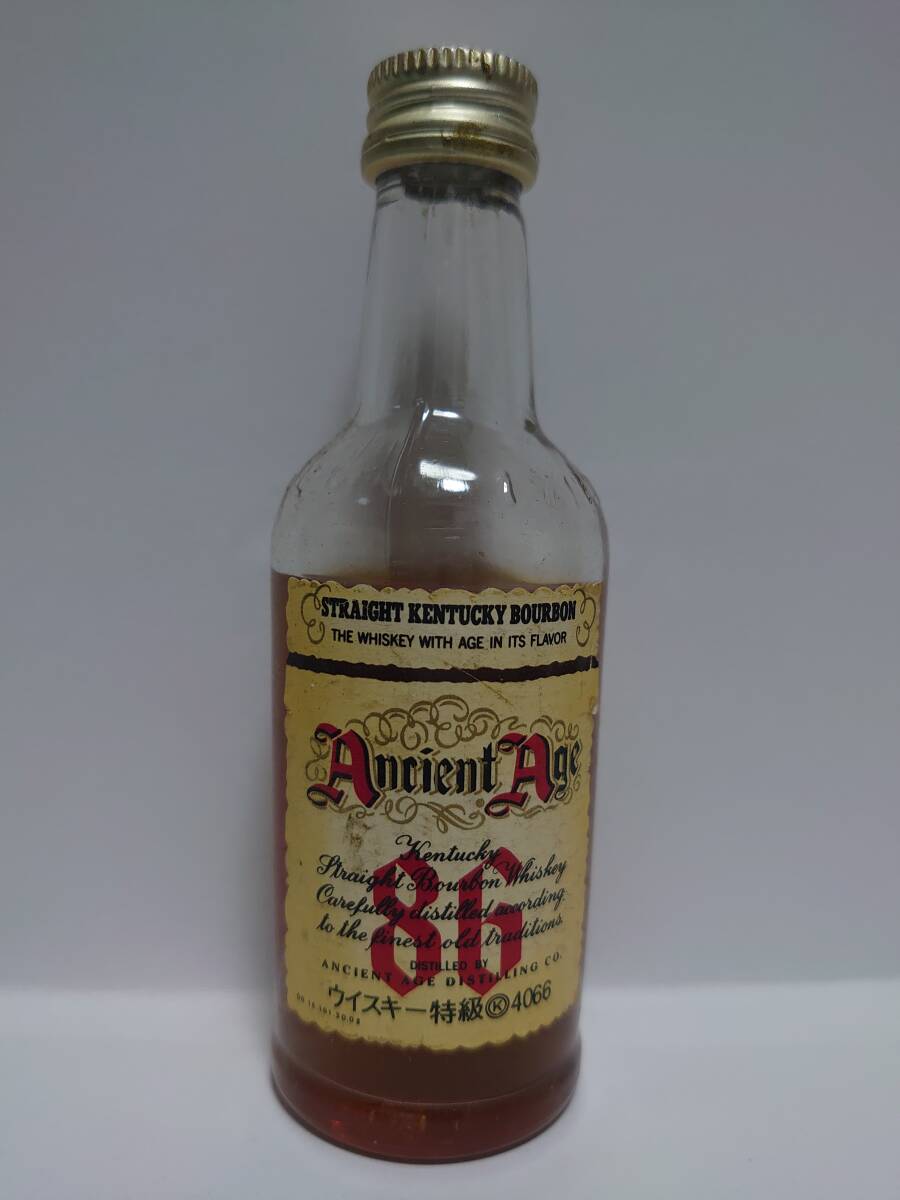 STRAIGHT KENTUCKY BOURBON
THE WHISKEY WITH AGE IN ITS FLAVOR
Ancient Age
86
Kentucky
Straight Bourbon Whiskey
Carefully distilled according
to the finest old traditions.
DISTILLED BY
ANCIENT AGE DISTILLING CO.
ウイスキー特級Ⓚ4066